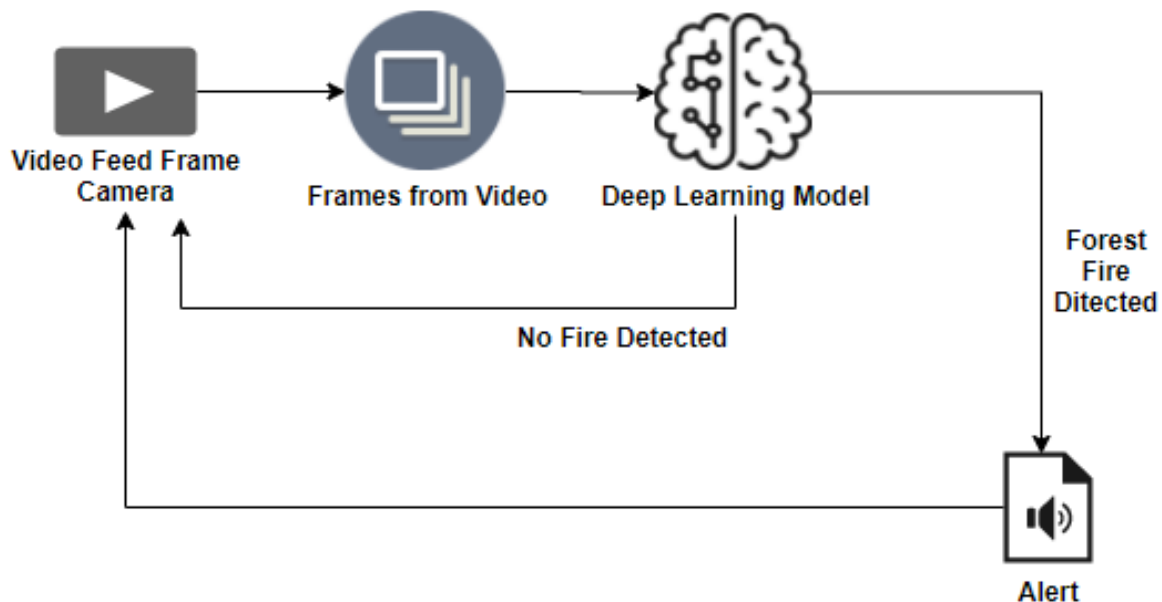 Video Feed Frame
Camera
Frames from Video
Deep Learning Model
Forest
Fire
Ditected
No Fire Detected
Alert